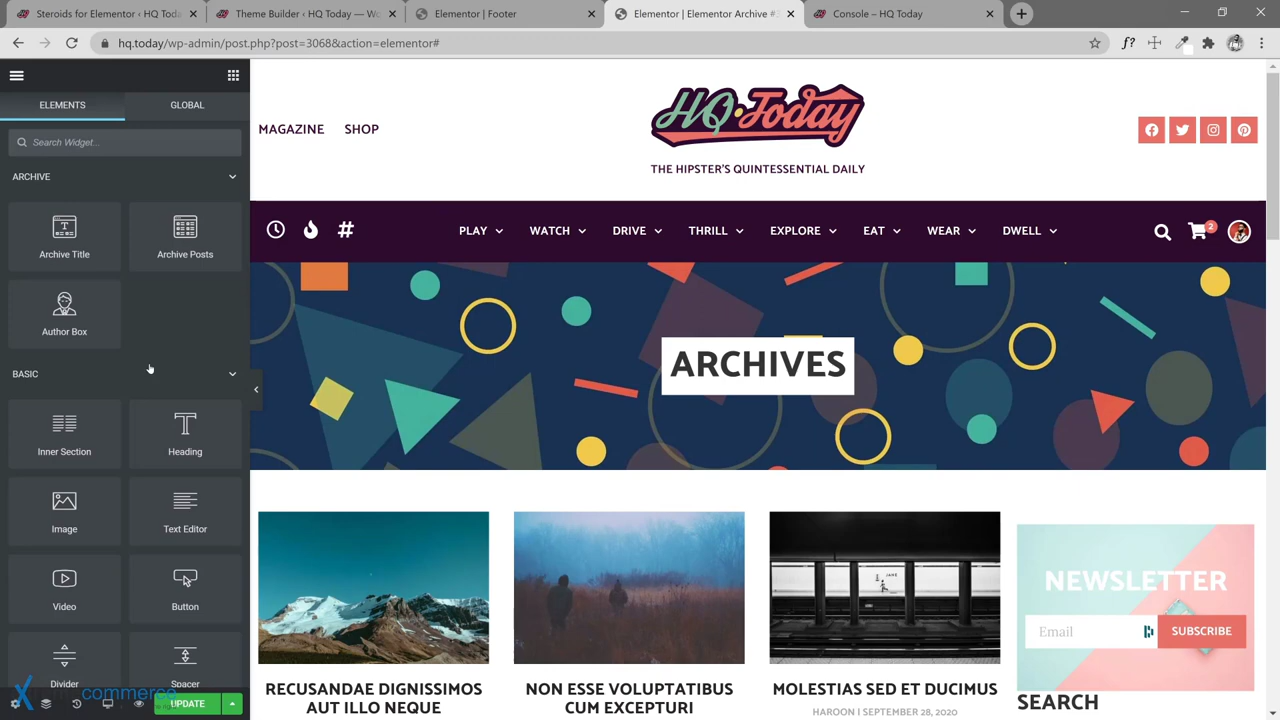 Steroids for Elementor ‹ HQ Tod
Theme Builder ‹ HQ Today — W
Elementor | Footer
Elementor | Elementor Archive #
Console – HQ Today
hq.today/wp-admin/post.php?post=3068&action=elementor#
ELEMENTS
GLOBAL
Search Widget...
ARCHIVE
Archive Title
Archive Posts
Author Box
BASIC
Inner Section
Heading
Image
Text Editor
Video
Button
Divider
Spacer
commerce
UPDATE
MAGAZINE
SHOP
HQ Today
THE HIPSTER'S QUINTESSENTIAL DAILY
PLAY
WATCH
DRIVE
THRILL
EXPLORE
EAT
WEAR
DWELL
2
ARCHIVES
RECUSANDAE DIGNISSIMOS
AUT ILLO NEQUE
NON ESSE VOLUPTATIBUS
CUM EXCEPTURI
MOLESTIAS SED ET DUCIMUS
HAROON | SEPTEMBER 28, 2020
NEWSLETTER
Email
SUBSCRIBE
SEARCH